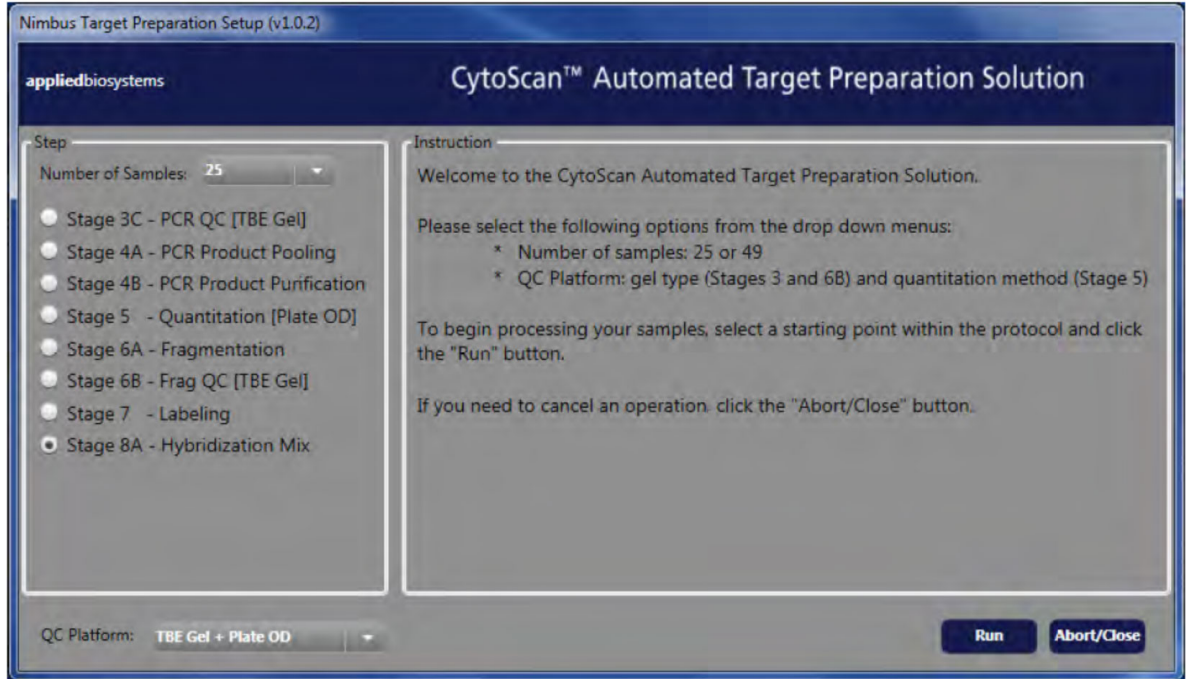 Nimbus Target Preparation Setup (v1.0.2)
appliedbiosystems
CytoScan™ Automated Target Preparation Solution
Step
Number of Samples: 25
Stage 3C - PCR QC [TBE Gel]
Stage 4A - PCR Product Pooling
Stage 4B - PCR Product Purification
Stage 5 - Quantitation [Plate OD]
Stage 6A - Fragmentation
Stage 6B - Frag QC [TBE Gel]
Stage 7 - Labeling
Stage 8A - Hybridization Mix
Instruction
Welcome to the CytoScan Automated Target Preparation Solution.
Please select the following options from the drop down menus:
* Number of samples: 25 or 49
* QC Platform: gel type (Stages 3 and 6B) and quantitation method (Stage 5)
To begin processing your samples, select a starting point within the protocol and click
the "Run" button.
If you need to cancel an operation, click the "Abort/Close" button.
QC Platform: TBE Gel + Plate OD
Run
Abort/Close